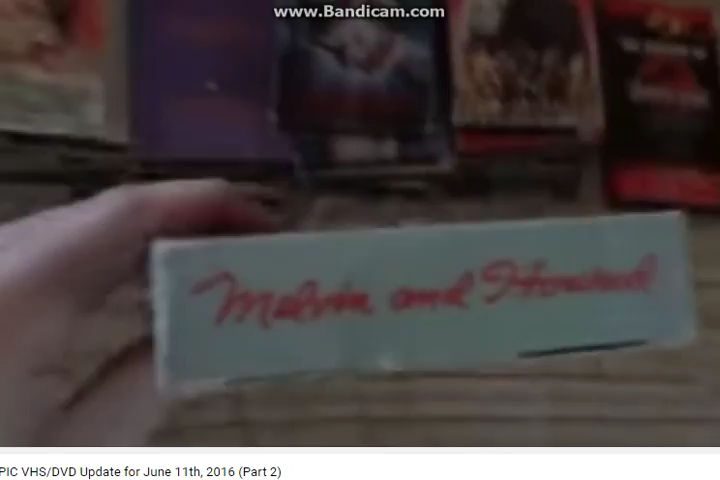 www.Bandicam.com
Melvin and Howard
PIC VHS/DVD Update for June 11th, 2016 (Part 2)